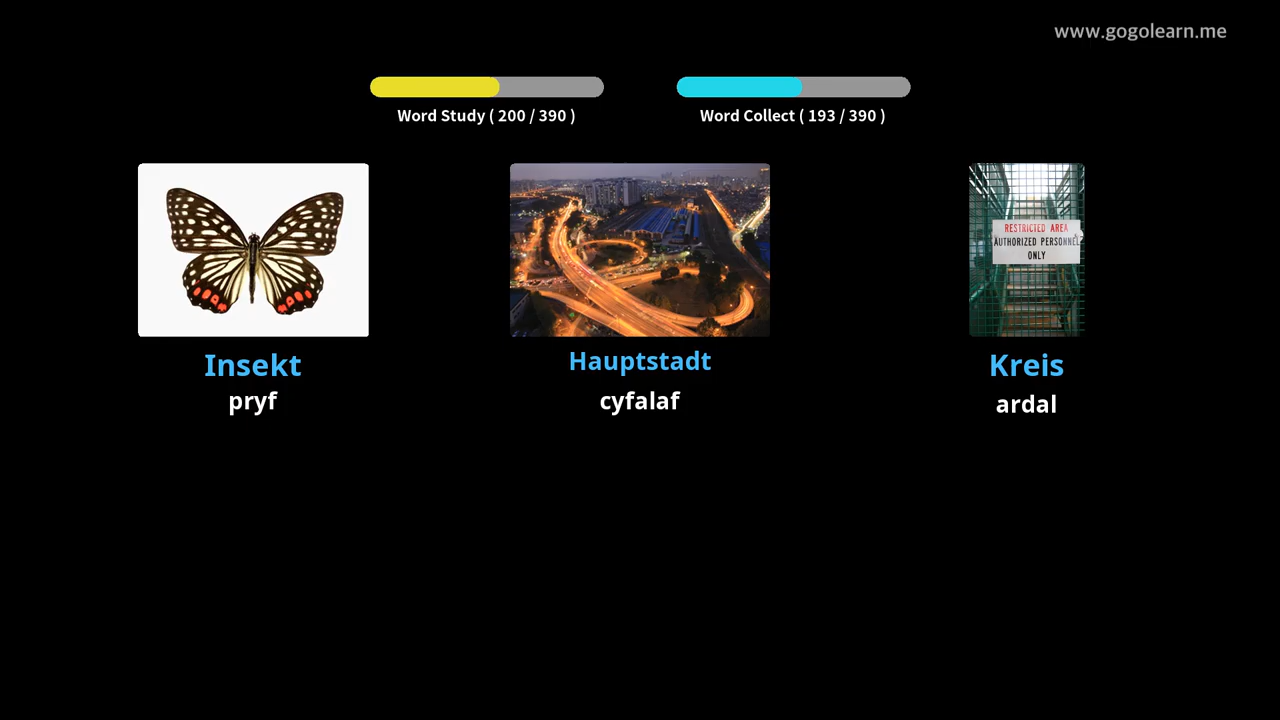 www.gogolearn.me
Word Study ( 200 / 390 )
Word Collect ( 193 / 390 )
RESTRICTED AREA
AUTHORIZED PERSONNEL
ONLY
Insekt
Hauptstadt
Kreis
pryf
cyfalaf
ardal